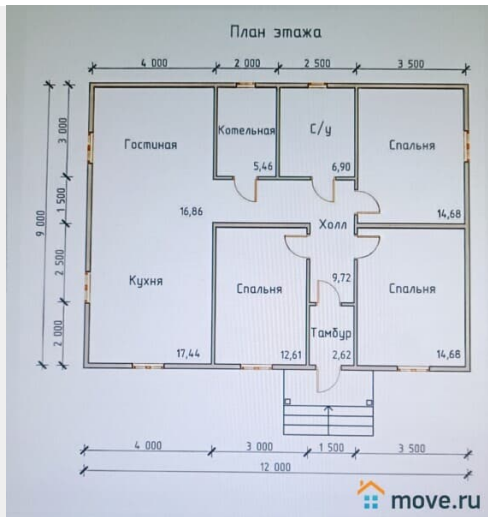 План этажа
4 000
2 000
2 500
3 500
3 000
1 500
2 500
2 000
9 000
Гостиная
16,86
Котельная
5,46
С/у
6,90
Спальня
14,68
Холл
9,72
Кухня
17,44
Спальня
12,61
Тамбур
2,62
Спальня
14,68
4 000
3 000
1 500
3 500
12 000
move.ru